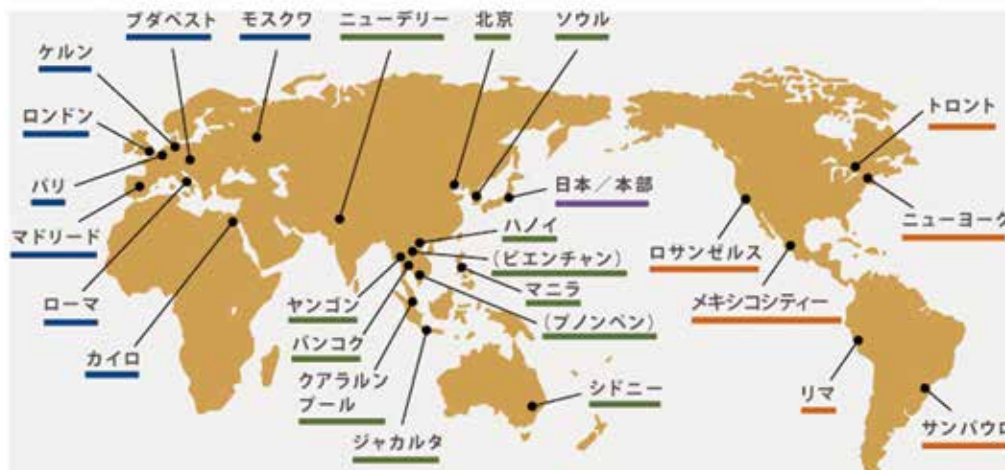 ブダペスト
モスクワ
ニューデリー
北京
ソウル
ケルン
ロンドン
トロント
パリ
日本／本部
マドリード
ハノイ
ニューヨーク
(ビエンチャン)
ロサンゼルス
ローマ
ヤンゴン
マニラ
メキシコシティー
(プノンペン)
バンコク
カイロ
クアラルン
プール
シドニー
リマ
ジャカルタ
サンパウロ